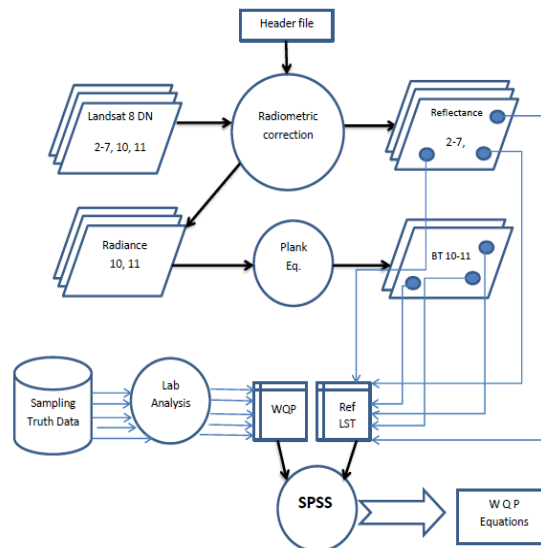 Header file
Landsat 8 DN
2-7, 10, 11
Radiometric
correction
Reflectance
2-7,
Radiance
10, 11
Plank
Eq.
BT 10-11
Sampling
Truth Data
Lab
Analysis
WQP
Ref
LST
SPSS
W Q P
Equations